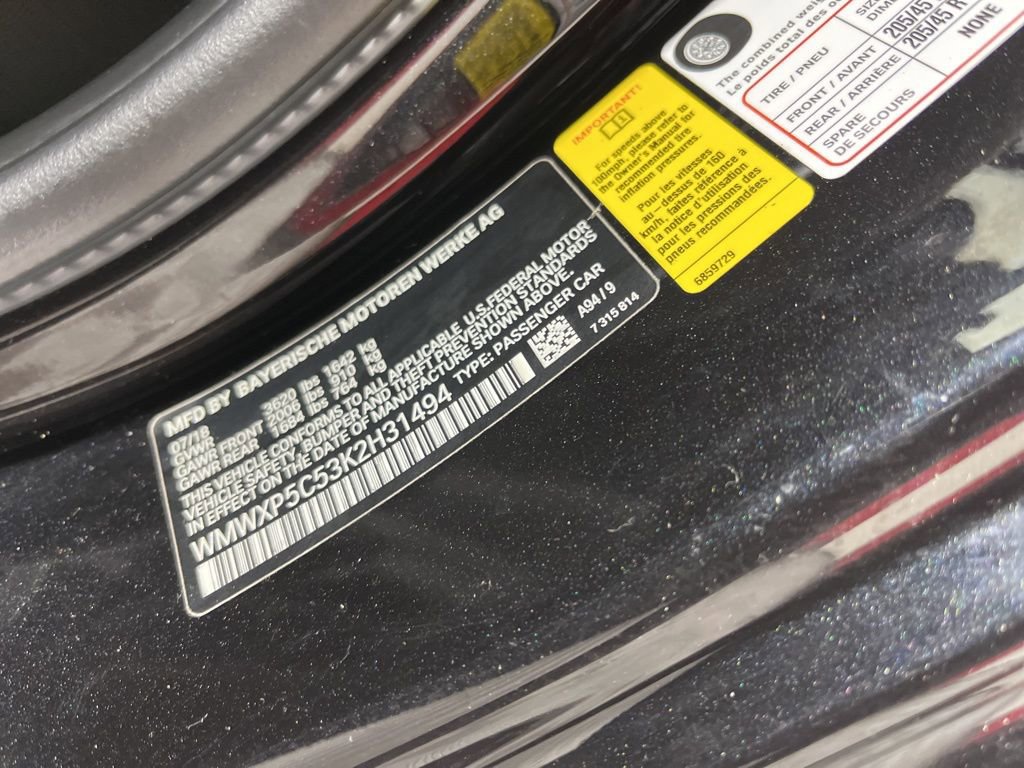 MFD BY BAYERISCHE MOTOREN WERKE AG
07/18
GVWR 3620 lbs 1642 kg
GAWR FRONT 2006 lbs 910 kg
GAWR REAR 1684 lbs 764 kg
THIS VEHICLE CONFORMS TO ALL APPLICABLE U.S. FEDERAL MOTOR
VEHICLE SAFETY, BUMPER AND THEFT PREVENTION STANDARDS
IN EFFECT ON THE DATE OF MANUFACTURE SHOWN ABOVE.
WMWXP5C53K2H31494 TYPE: PASSENGER CAR
A94/9
7 315 814
IMPORTANT!
For speeds above
100mph, please refer to
the Owner's Manual for
recommended tire
inflation pressures.
Pour les vitesses
au-dessus de 160
km/h, faites référence à
la notice d'utilisation
pour les pressions des
pneus recommandées.
6859729
The combined
Le poids total des
TIRE / PNEU
FRONT / AVANT 205/45
REAR / ARRIÈRE 205/45 R
SPARE NONE
DE SECOURS